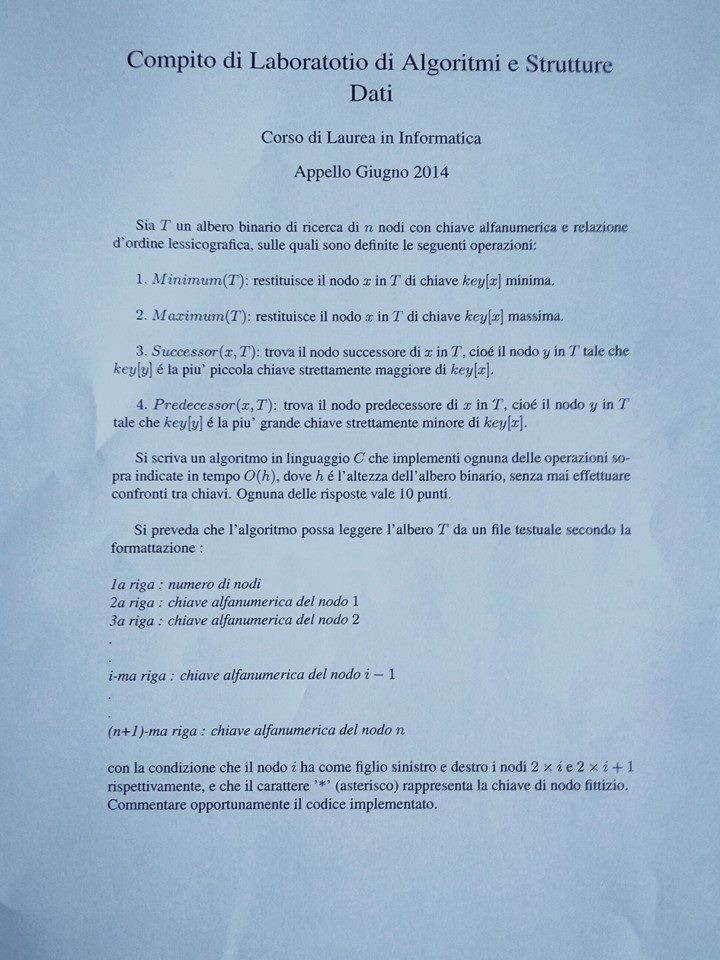 Compito di Laboratotio di Algoritmi e Strutture
Dati
Corso di Laurea in Informatica
Appello Giugno 2014
Sia T un albero binario di ricerca di n nodi con chiave alfanumerica e relazione
d'ordine lessicografica, sulle quali sono definite le seguenti operazioni:
1. Minimum(T): restituisce il nodo x in T di chiave key[x] minima.
2. Maximum(T): restituisce il nodo x in T di chiave key[x] massima.
3. Successor(x, T): trova il nodo successore di x in T, cioé il nodo y in T tale che
key[y] é la piu' piccola chiave strettamente maggiore di key[x].
4. Predecessor(x, T): trova il nodo predecessore di x in T, cioé il nodo y in T
tale che key[y] é la piu' grande chiave strettamente minore di key[x].
Si scriva un algoritmo in linguaggio C che implementi ognuna delle operazioni so-
pra indicate in tempo O(h), dove h é l'altezza dell'albero binario, senza mai effettuare
confronti tra chiavi. Ognuna delle risposte vale 10 punti.
Si preveda che l'algoritmo possa leggere l'albero T da un file testuale secondo la
formattazione :
1a riga : numero di nodi
2a riga : chiave alfanumerica del nodo 1
3a riga : chiave alfanumerica del nodo 2
.
.
i-ma riga : chiave alfanumerica del nodo i − 1
.
.
(n+1)-ma riga : chiave alfanumerica del nodo n
con la condizione che il nodo i ha come figlio sinistro e destro i nodi 2 × i e 2 × i + 1
rispettivamente, e che il carattere '*' (asterisco) rappresenta la chiave di nodo fittizio.
Commentare opportunamente il codice implementato.